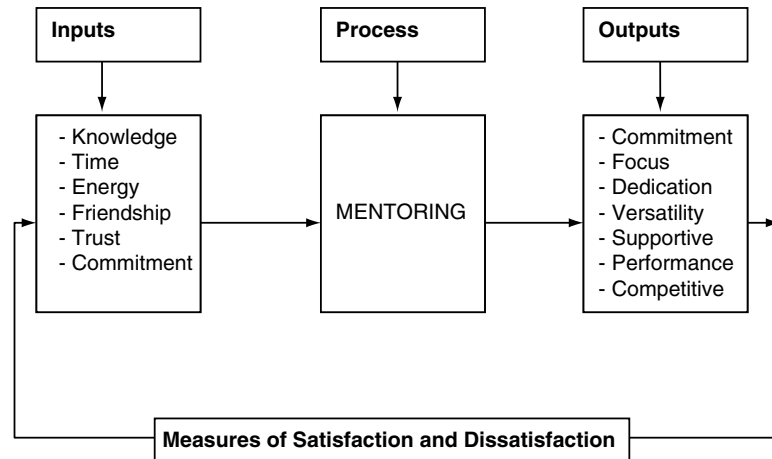 Inputs
Process
Outputs
- Knowledge
- Time
- Energy
- Friendship
- Trust
- Commitment
MENTORING
- Commitment
- Focus
- Dedication
- Versatility
- Supportive
- Performance
- Competitive
Measures of Satisfaction and Dissatisfaction